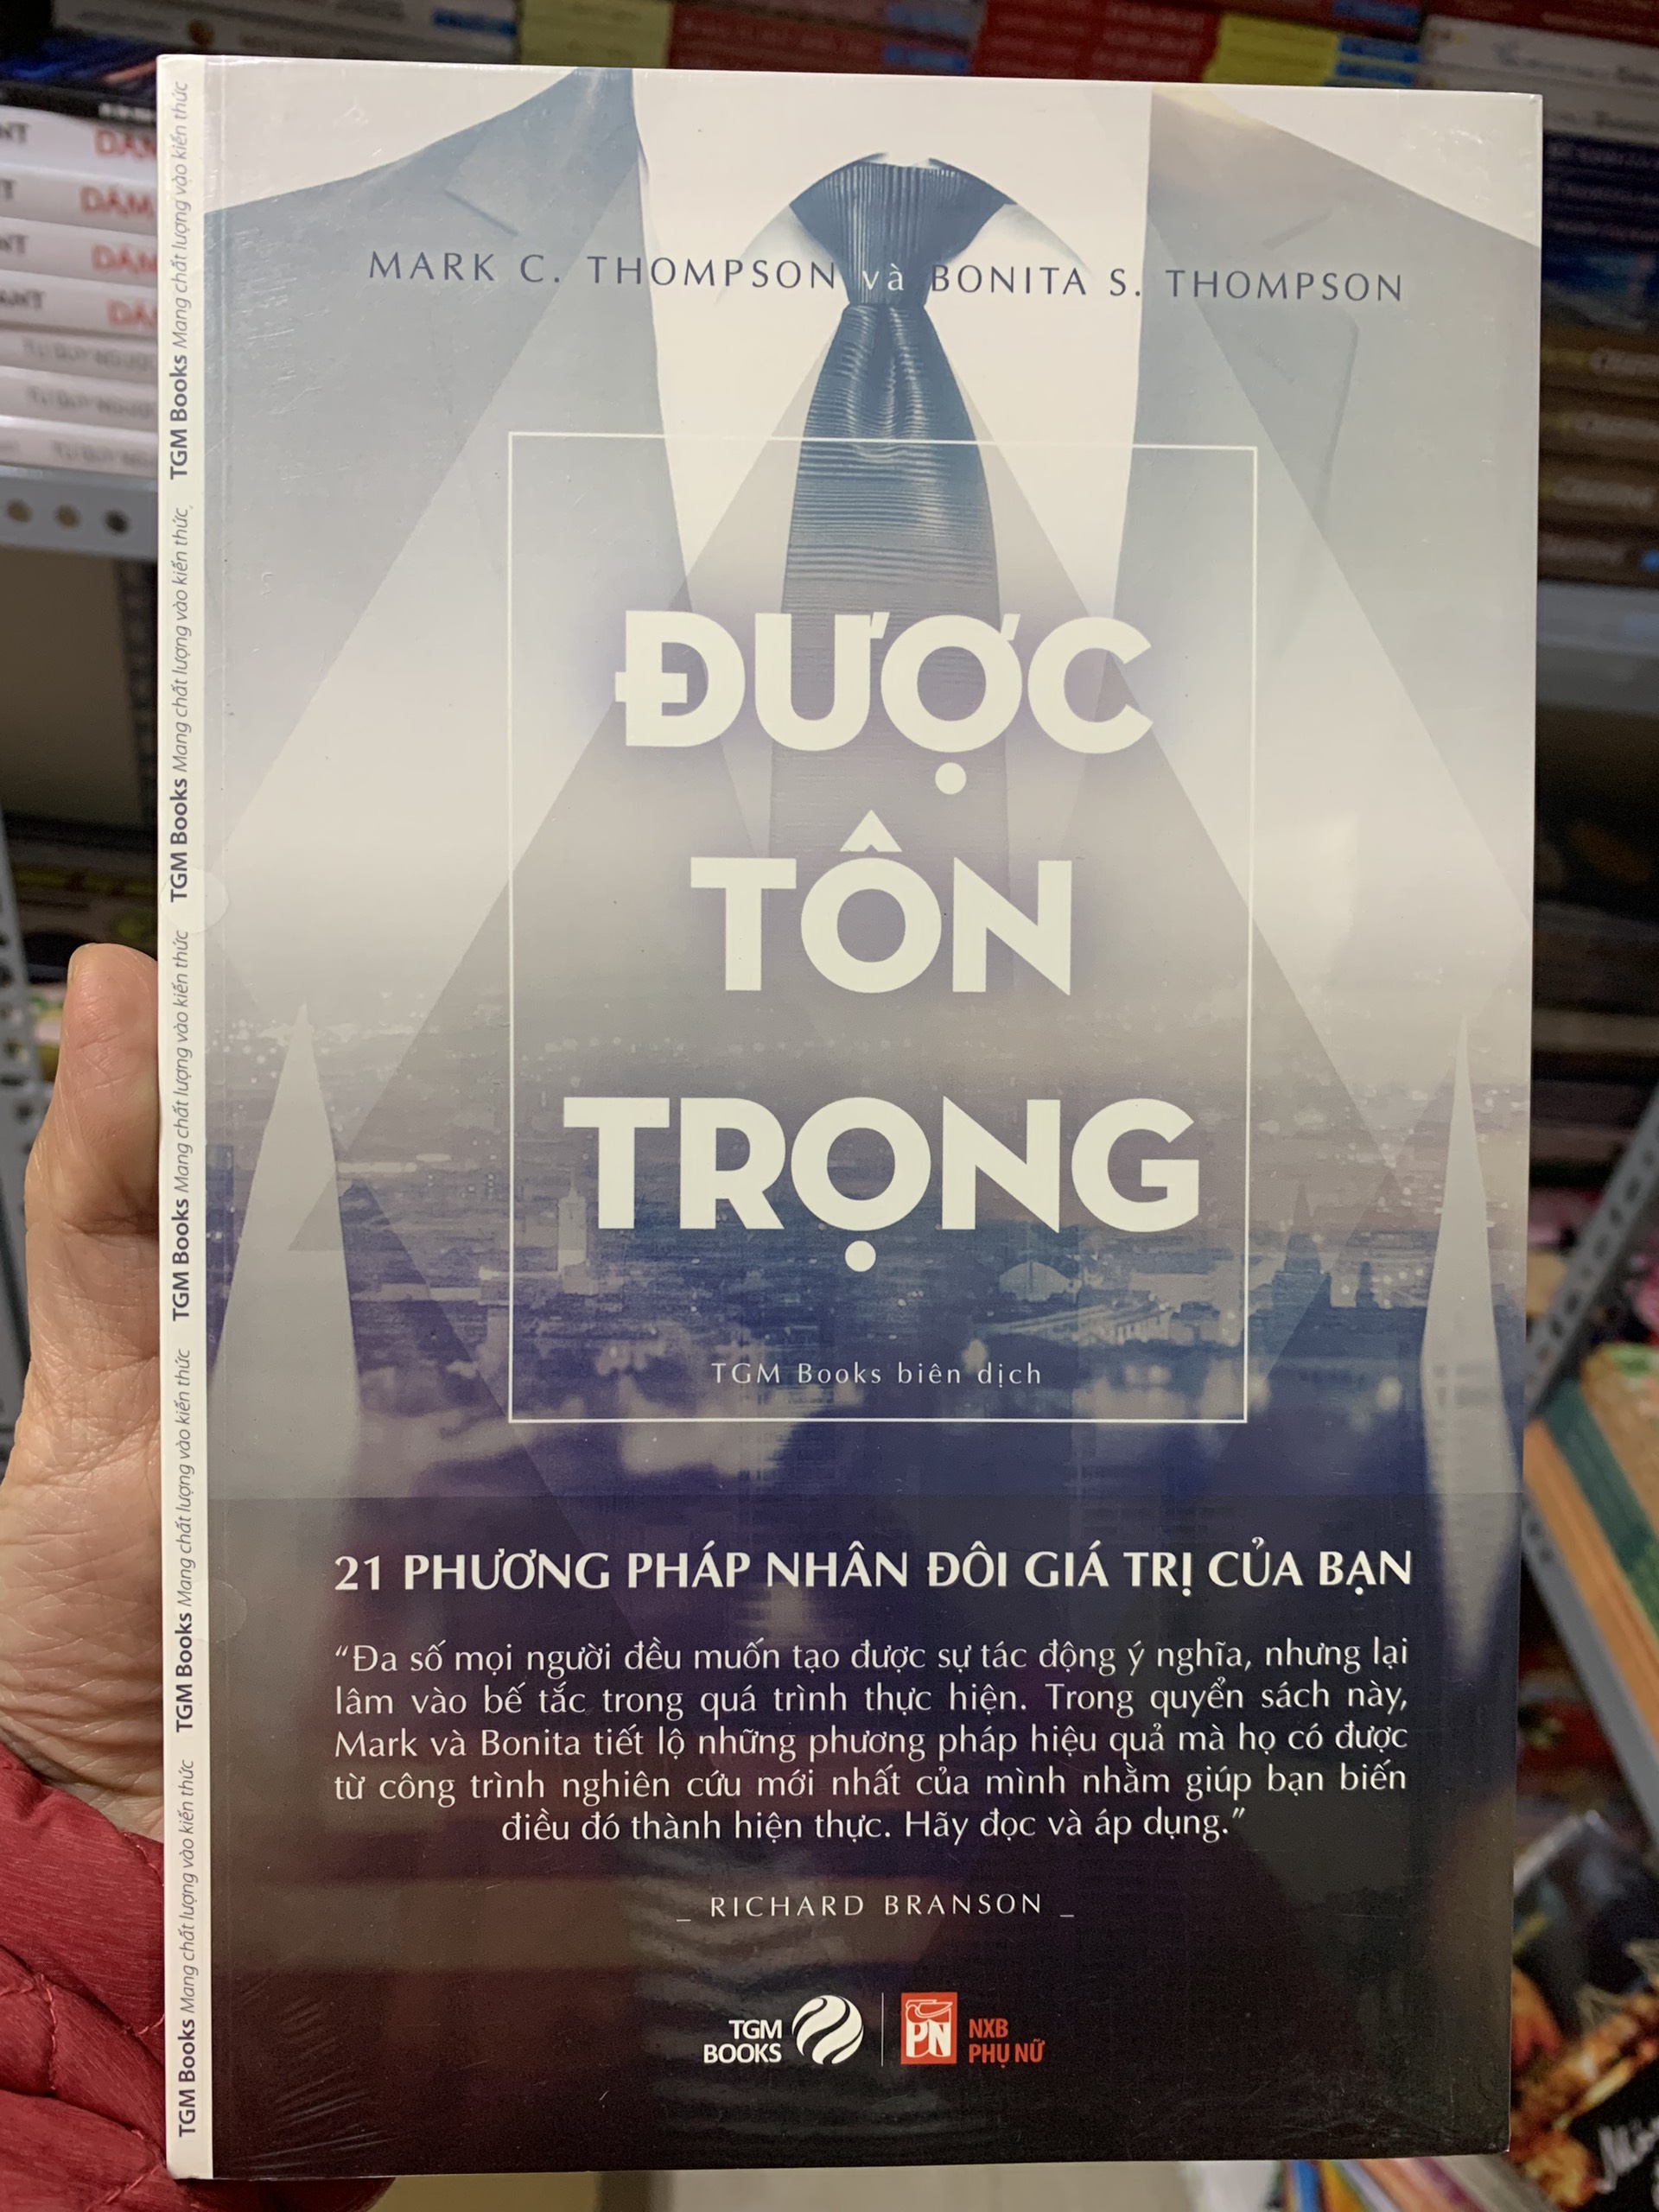 MARK C. THOMPSON và BONITA S. THOMPSON
ĐƯỢC
TÔN
TRỌNG
TGM Books biên dịch
21 PHƯƠNG PHÁP NHÂN ĐÔI GIÁ TRỊ CỦA BẠN
“Đa số mọi người đều muốn tạo được sự tác động ý nghĩa, nhưng lại
lâm vào bế tắc trong quá trình thực hiện. Trong quyển sách này,
Mark và Bonita tiết lộ những phương pháp hiệu quả mà họ có được
từ công trình nghiên cứu mới nhất của mình nhằm giúp bạn biến
điều đó thành hiện thực. Hãy đọc và áp dụng.”
_ RICHARD BRANSON _
TGM
BOOKS
PN
NXB
PHỤ NỮ
TGM Books Mang chất lượng vào kiến thức TGM Books Mang chất lượng vào kiến thức TGM Books Mang chất lượng vào kiến thức TGM Books Mang chất lượng vào kiến thức TGM Books Mang chất lượng vào kiến thức